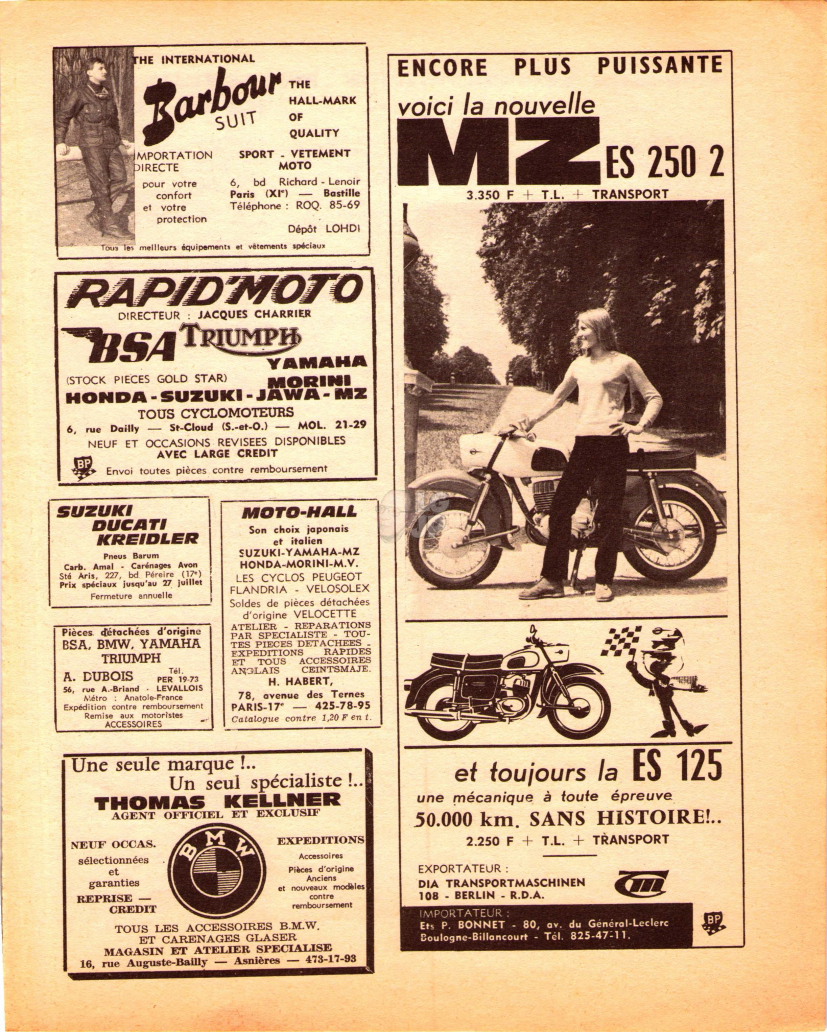 THE INTERNATIONAL
Barbour
SUIT
THE
HALL-MARK
OF
QUALITY
IMPORTATION
DIRECTE
pour votre
confort
et votre
protection
SPORT - VETEMENT
MOTO
6, bd Richard - Lenoir
Paris (XIe) — Bastille
Téléphone : ROQ. 85-69
Dépôt LOHDI
Tous les meilleurs équipements et vêtements spéciaux
RAPID'MOTO
DIRECTEUR : JACQUES CHARRIER
BSA TRIUMPH
YAMAHA
(STOCK PIECES GOLD STAR) MORINI
HONDA - SUZUKI - JAWA - MZ
TOUS CYCLOMOTEURS
6, rue Dailly — St-Cloud (S.-et-O.) — MOL. 21-29
NEUF ET OCCASIONS REVISEES DISPONIBLES
AVEC LARGE CREDIT
BP
Envoi toutes pièces contre remboursement
SUZUKI
DUCATI
KREIDLER
Pneus Barum
Carb. Amal - Carénages Avon
Sté Aris, 227, bd Péreire (17e)
Prix spéciaux jusqu'au 27 juillet
Fermeture annuelle
Pièces détachées d'origine
BSA, BMW, YAMAHA
TRIUMPH
A. DUBOIS
Tél.
PER 19-73
56, rue A.-Briand - LEVALLOIS
Métro : Anatole-France
Expédition contre remboursement
Remise aux motoristes
ACCESSOIRES
MOTO-HALL
Son choix japonais
et italien
SUZUKI-YAMAHA-MZ
HONDA-MORINI-M.V.
LES CYCLOS PEUGEOT
FLANDRIA - VELOSOLEX
Soldes de pièces détachées
d'origine VELOCETTE
ATELIER - REPARATIONS
PAR SPECIALISTE - TOU-
TES PIECES DETACHEES -
EXPEDITIONS RAPIDES
ET TOUS ACCESSOIRES
ANGLAIS CEINTSMAJE.
H. HABERT,
78, avenue des Ternes
PARIS-17e — 425-78-95
Catalogue contre 1,20 F en t.
Une seule marque !..
Un seul spécialiste !..
THOMAS KELLNER
AGENT OFFICIEL ET EXCLUSIF
NEUF OCCAS.
sélectionnées
et
garanties
REPRISE —
CREDIT
BMW
EXPEDITIONS
Accessoires
Pièces d'origine
Anciens
et nouveaux modèles
contre
remboursement
TOUS LES ACCESSOIRES B.M.W.
ET CARENAGES GLASER
MAGASIN ET ATELIER SPECIALISE
16, rue Auguste-Bailly — Asnières — 473-17-93
ENCORE PLUS PUISSANTE
voici la nouvelle
MZ ES 250 2
3.350 F + T.L. + TRANSPORT
et toujours la ES 125
une mécanique à toute épreuve
50.000 km. SANS HISTOIRE!..
2.250 F + T.L. + TRANSPORT
EXPORTATEUR :
DIA TRANSPORTMASCHINEN
108 - BERLIN - R.D.A.
IMPORTATEUR :
Ets P. BONNET - 80, av. du Général-Leclerc
Boulogne-Billancourt - Tél. 825-47-11.
BP